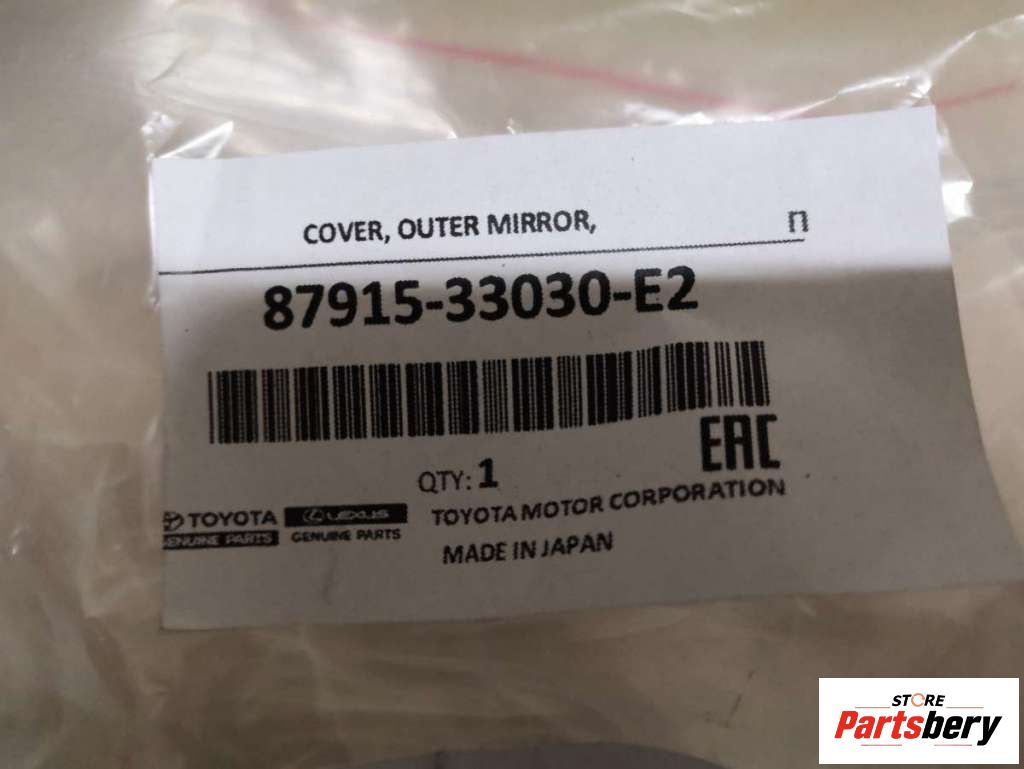 COVER, OUTER MIRROR, П
87915-33030-E2
EAC
QTY: 1
TOYOTA LEXUS TOYOTA MOTOR CORPORATION
GENUINE PARTS GENUINE PARTS MADE IN JAPAN
STORE
Partsbery